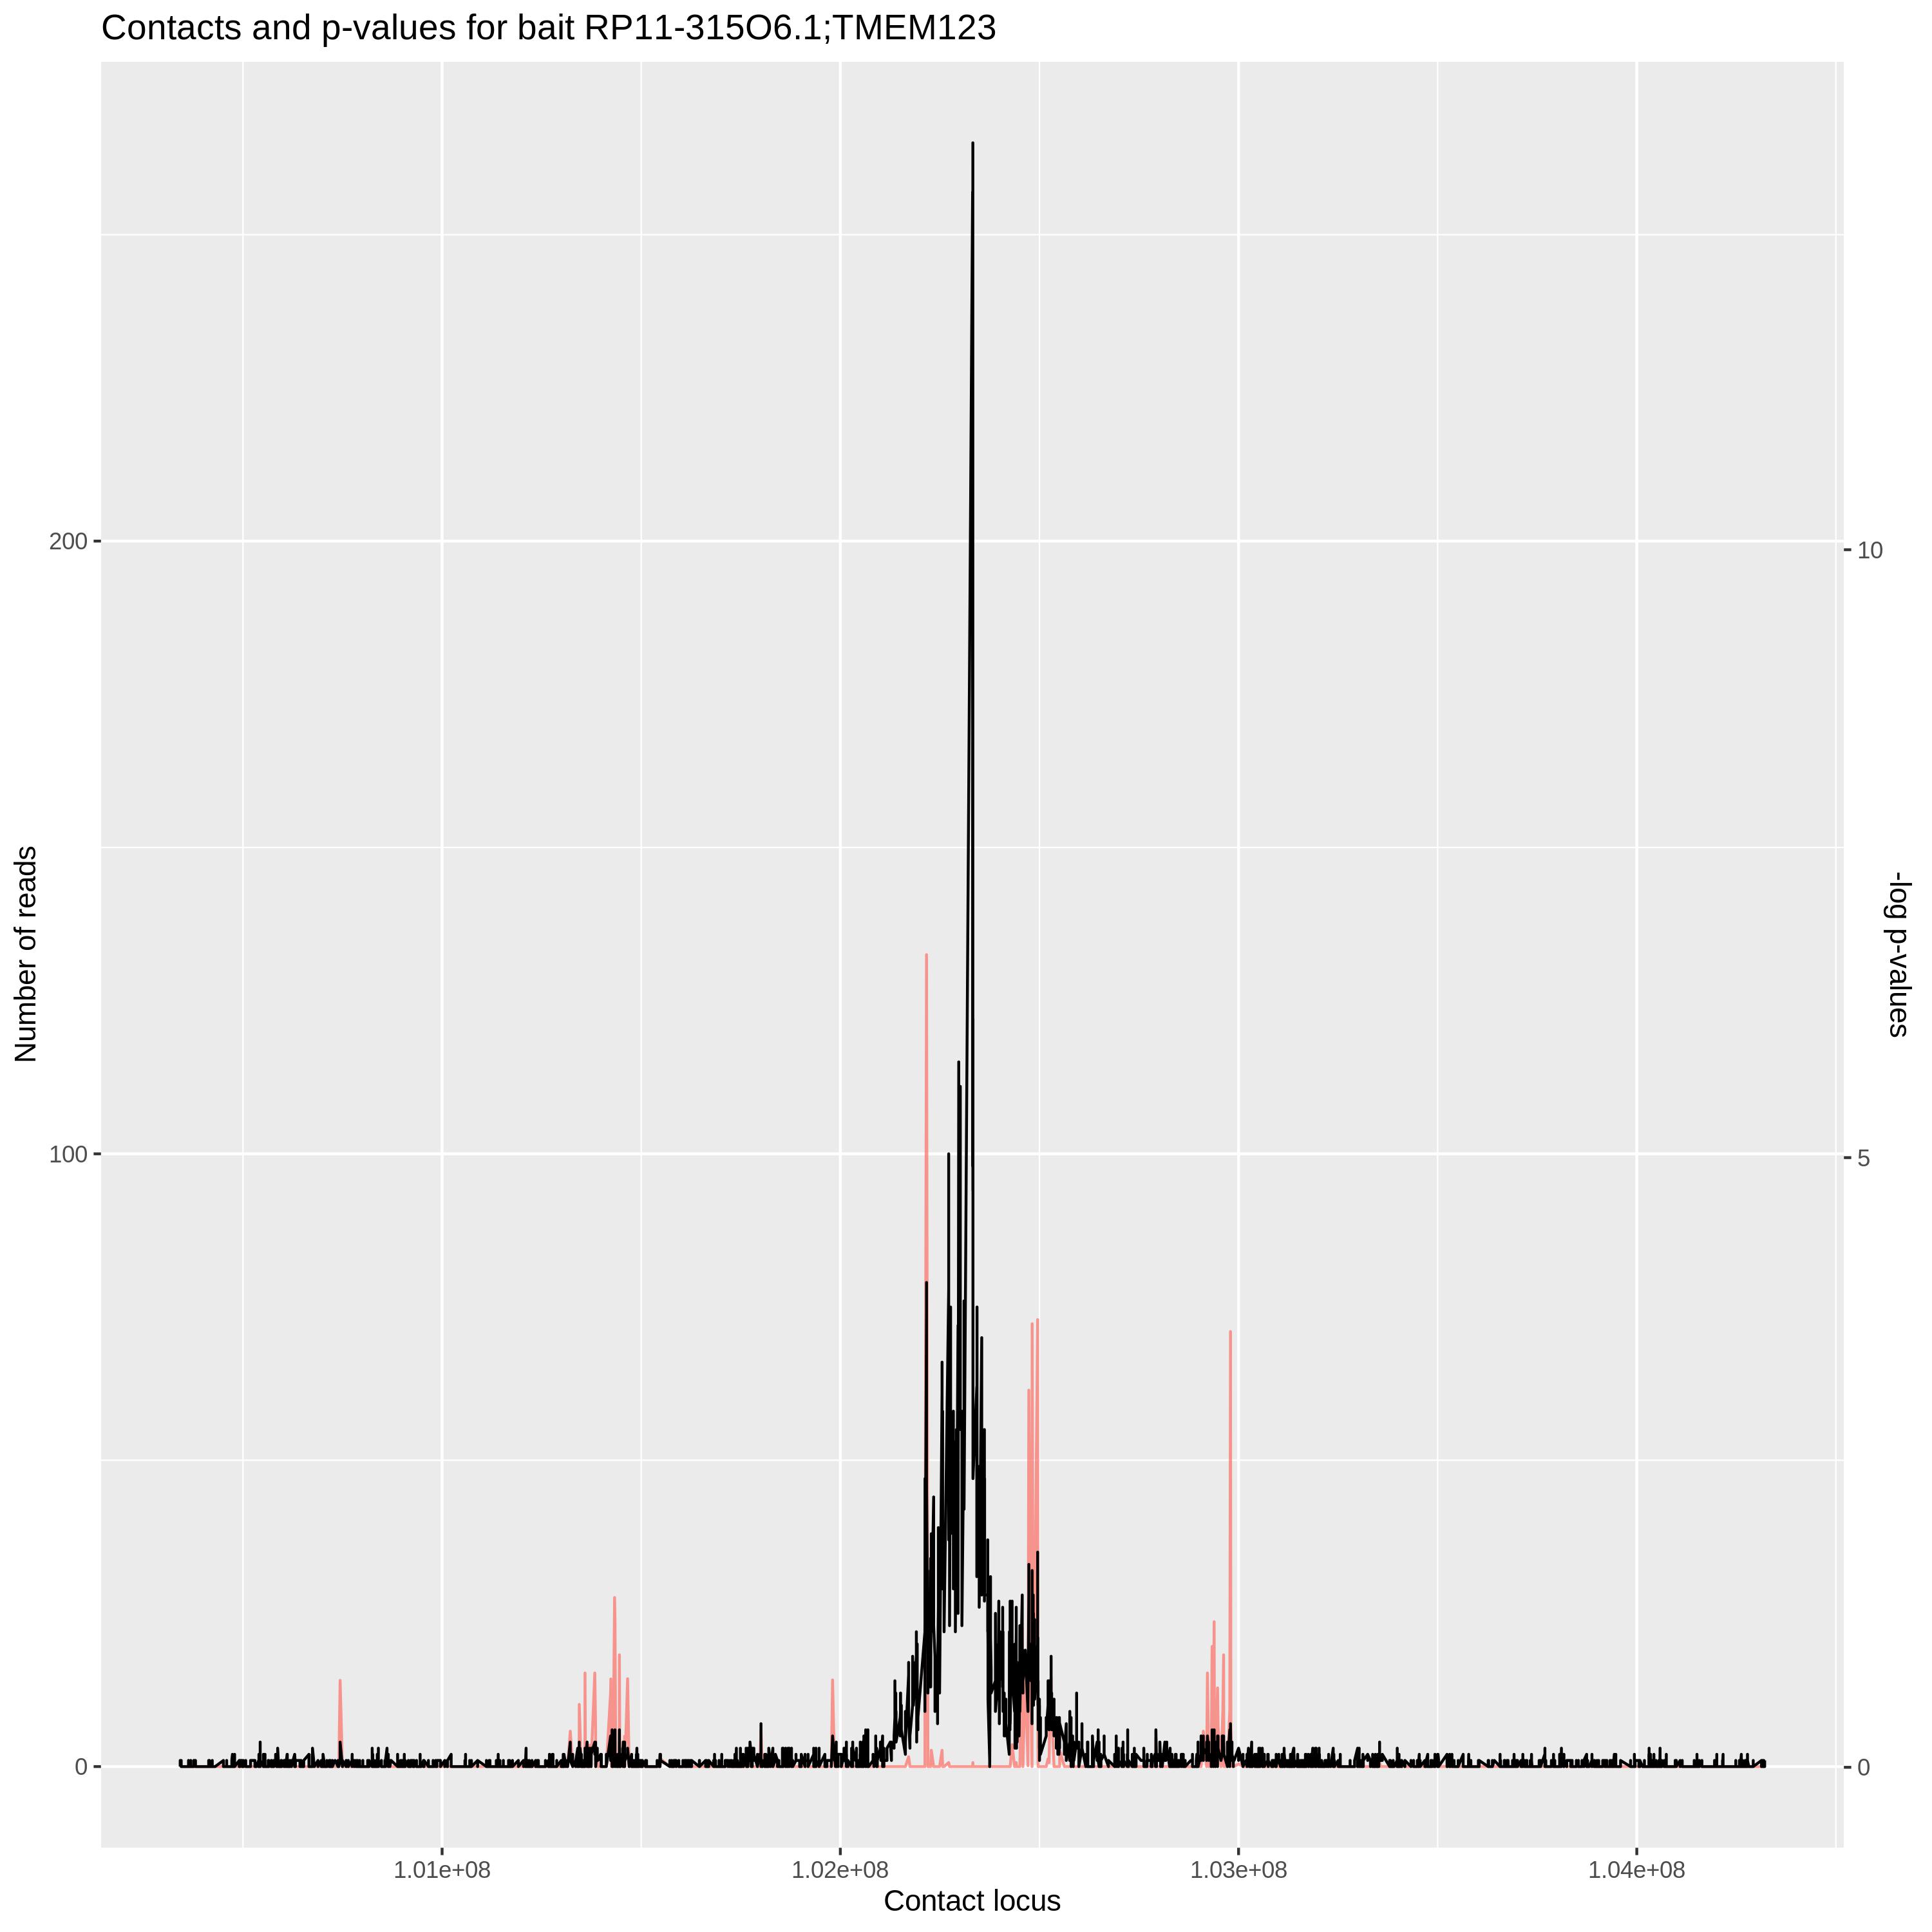 Contacts and p-values for bait RP11-315O6.1;TMEM123
Number of reads
200
100
0
10
5
0
-log p-values
1.01e+08 1.02e+08 1.03e+08 1.04e+08
Contact locus